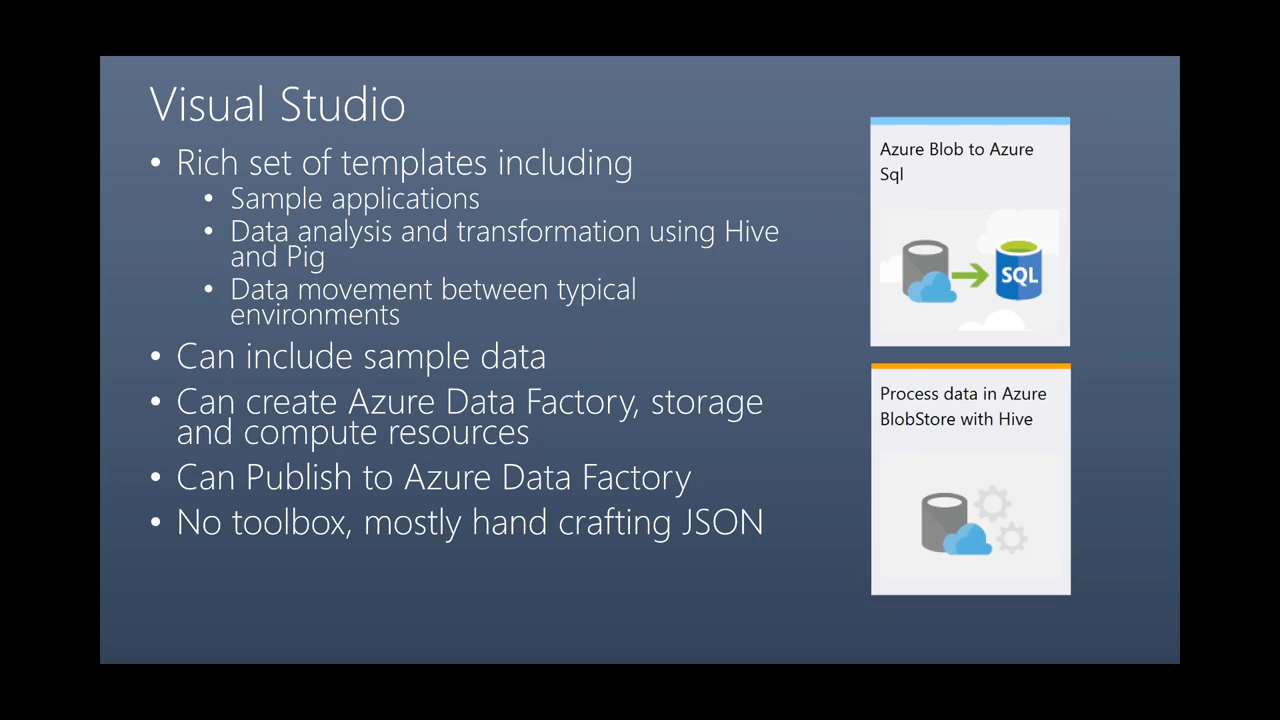 Visual Studio
• Rich set of templates including
• Sample applications
• Data analysis and transformation using Hive
and Pig
• Data movement between typical
environments
• Can include sample data
• Can create Azure Data Factory, storage
and compute resources
• Can Publish to Azure Data Factory
• No toolbox, mostly hand crafting JSON
Azure Blob to Azure
Sql
SQL
Process data in Azure
BlobStore with Hive